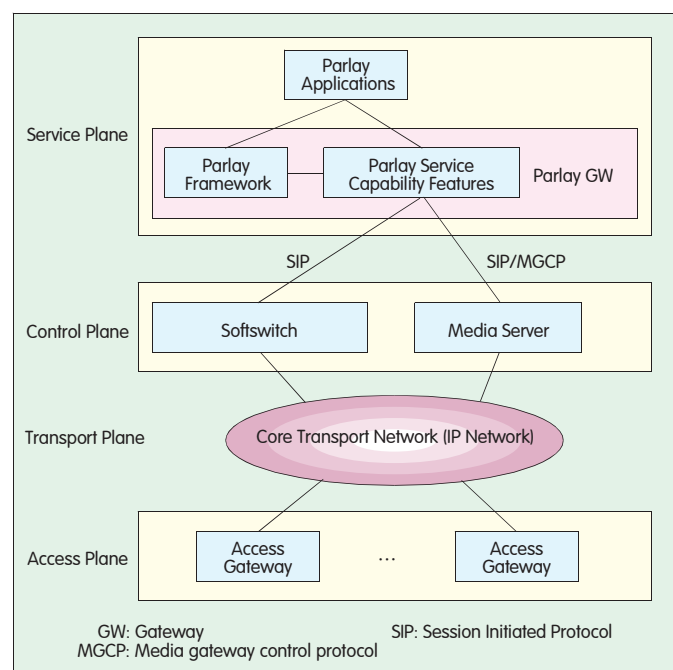 Parlay
Applications
Service Plane
Parlay
Framework
Parlay Service
Capability Features
Parlay GW
SIP
SIP/MGCP
Control Plane
Softswitch
Media Server
Transport Plane
Core Transport Network (IP Network)
Access Plane
Access
Gateway
...
Access
Gateway
GW: Gateway
SIP: Session Initiated Protocol
MGCP: Media gateway control protocol